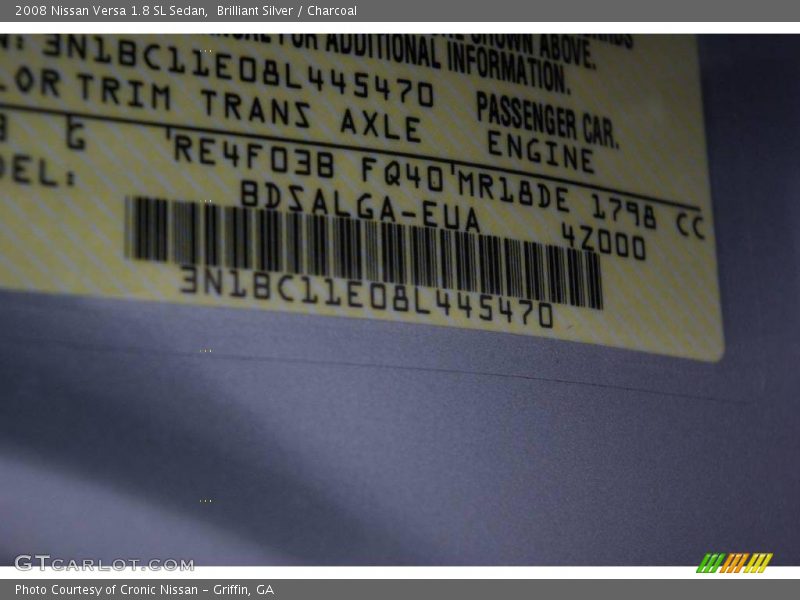 2008 Nissan Versa 1.8 SL Sedan, Brilliant Silver / Charcoal
SHOWN ABOVE.
FOR ADDITIONAL INFORMATION.
3N1BC11E08L445470 PASSENGER CAR.
TRIM TRANS AXLE ENGINE
G RE4F03B FQ40 MR18DE 1798 CC
BDSALGA-EUA 42000
3N1BC11E08L445470
GTCARLOT.COM
Photo Courtesy of Cronic Nissan – Griffin, GA